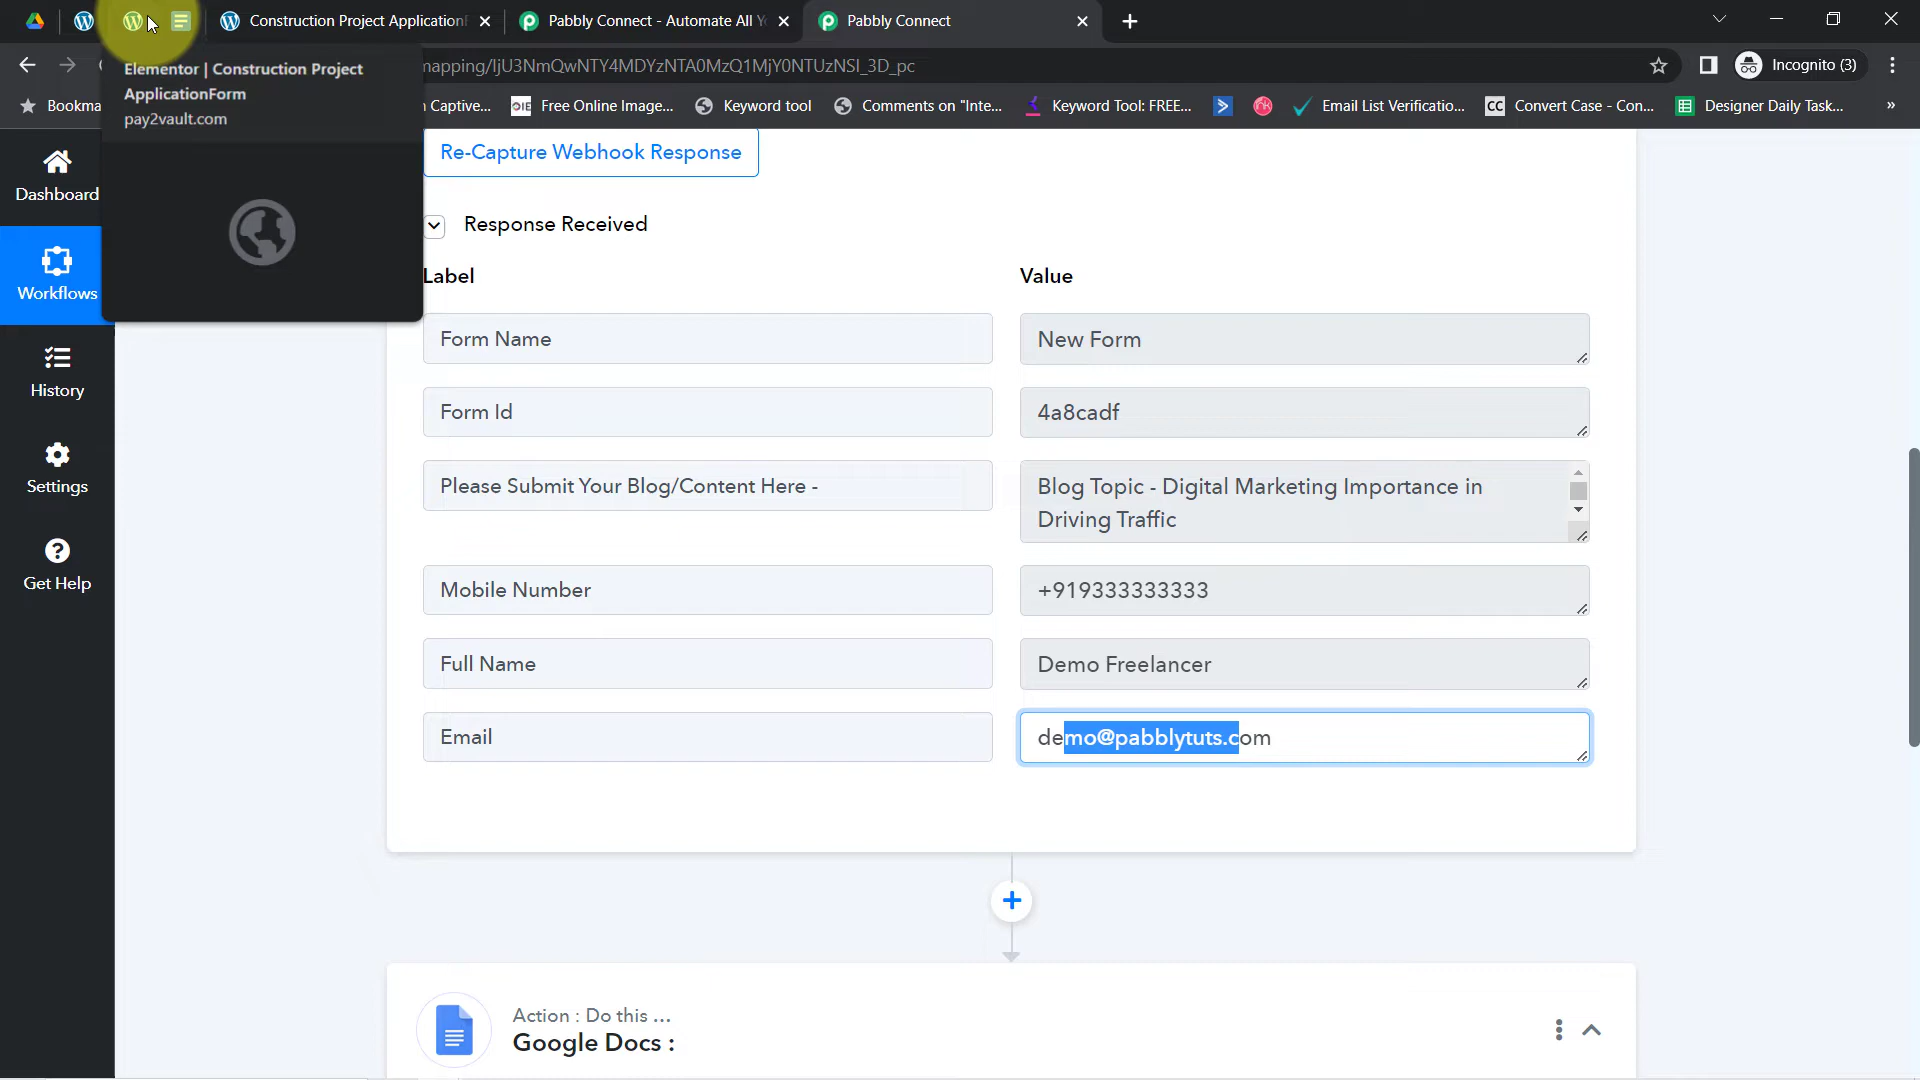 Construction Project Application
Pabbly Connect - Automate All Y
Pabbly Connect
mapping/IjU3NmQwNTY4MDYzNTA0MzQ1MjY0NTUzNSI_3D_pc
Incognito (3)
Elementor | Construction Project
ApplicationForm
pay2vault.com
Bookma
n Captive...
OIE
Free Online Image...
Keyword tool
Comments on "Inte...
Keyword Tool: FREE...
Email List Verificatio...
CC
Convert Case - Con...
Designer Daily Task...
»
Dashboard
Workflows
History
Settings
Get Help
Re-Capture Webhook Response
Response Received
Label
Value
Form Name
New Form
Form Id
4a8cadf
Please Submit Your Blog/Content Here -
Blog Topic - Digital Marketing Importance in
Driving Traffic
Mobile Number
+919333333333
Full Name
Demo Freelancer
Email
demo@pabblytuts.com
Action : Do this ...
Google Docs :